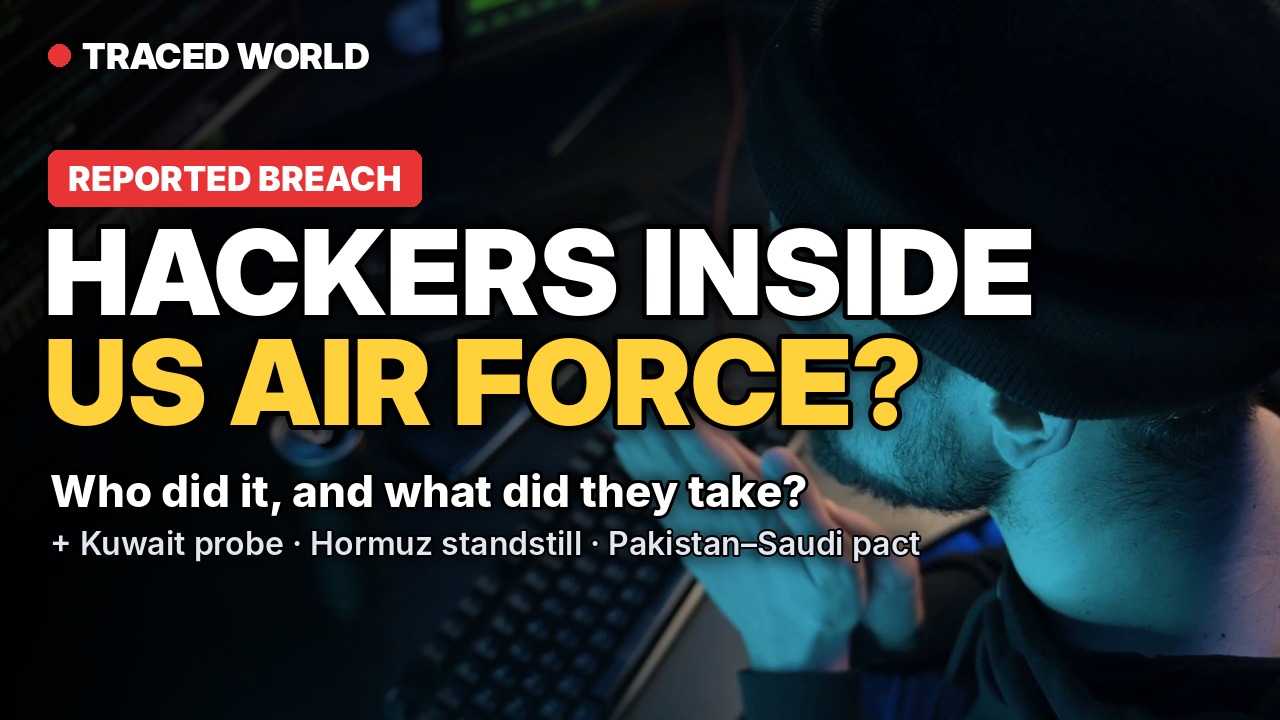 TRACED WORLD
REPORTED BREACH
HACKERS INSIDE
US AIR FORCE?
Who did it, and what did they take?
+ Kuwait probe · Hormuz standstill · Pakistan–Saudi pact